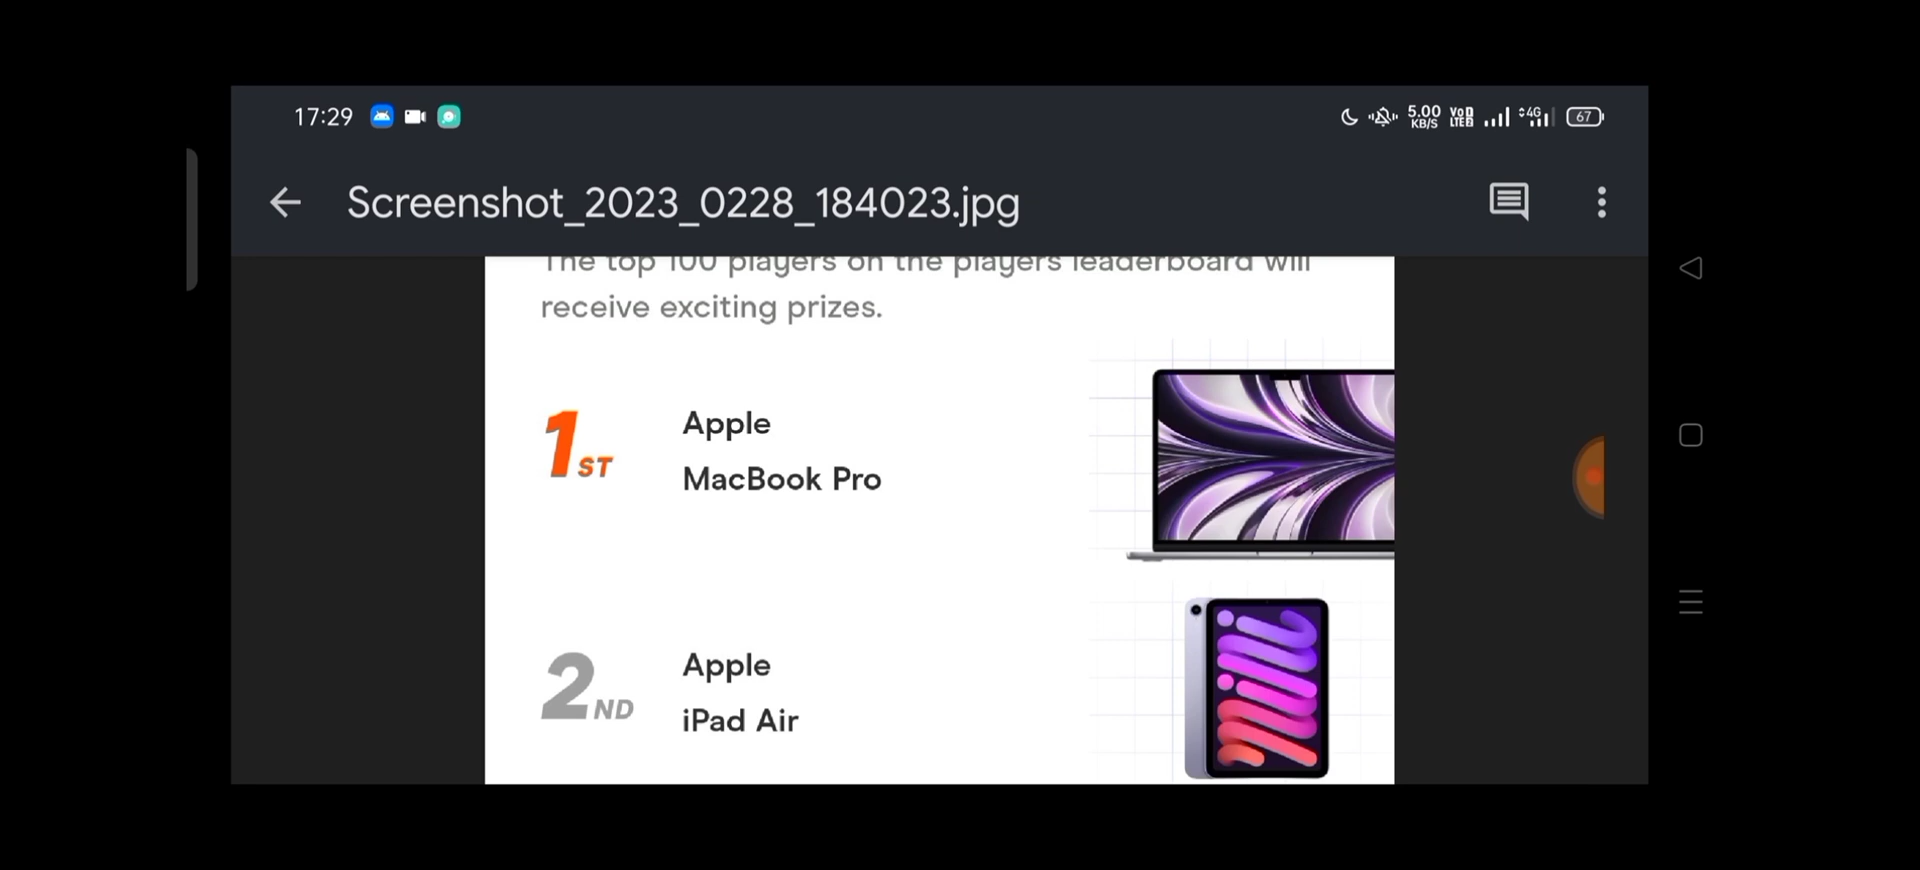 17:29
5.00 KB/S
VoD LTE2
4G
67
Screenshot_2023_0228_184023.jpg
The top 100 players on the players leaderboard will
receive exciting prizes.
1ST
Apple
MacBook Pro
2ND
Apple
iPad Air